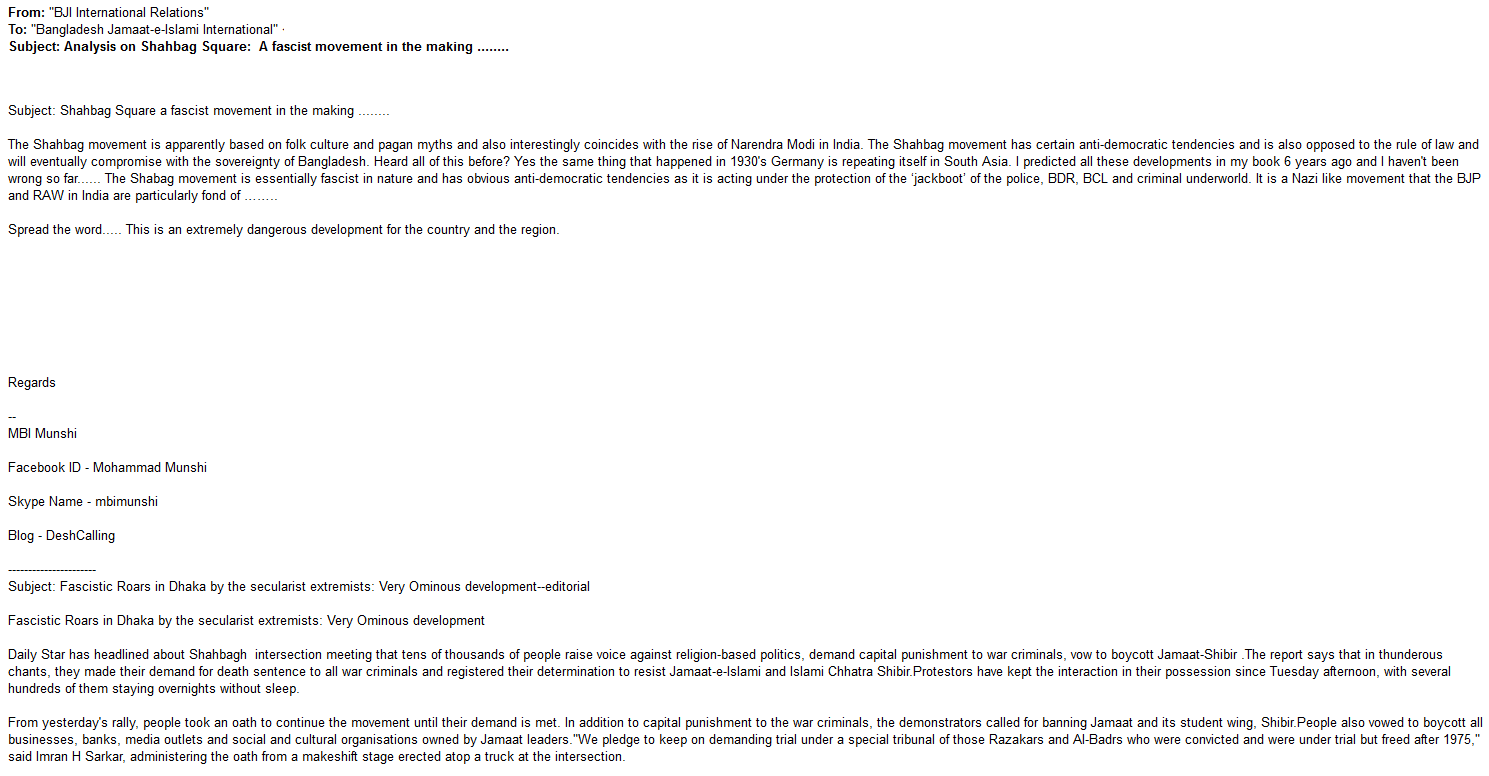 From: "BJI International Relations"
To: "Bangladesh Jamaat-e-Islami International" ·
Subject: Analysis on Shahbag Square:  A fascist movement in the making ........
Subject: Shahbag Square a fascist movement in the making ........
The Shahbag movement is apparently based on folk culture and pagan myths and also interestingly coincides with the rise of Narendra Modi in India. The Shahbag movement has certain anti-democratic tendencies and is also opposed to the rule of law and
will eventually compromise with the sovereignty of Bangladesh. Heard all of this before? Yes the same thing that happened in 1930's Germany is repeating itself in South Asia. I predicted all these developments in my book 6 years ago and I haven't been
wrong so far...... The Shabag movement is essentially fascist in nature and has obvious anti-democratic tendencies as it is acting under the protection of the ‘jackboot’ of the police, BDR, BCL and criminal underworld. It is a Nazi like movement that the BJP
and RAW in India are particularly fond of ........
Spread the word..... This is an extremely dangerous development for the country and the region.
Regards
--
MBI Munshi
Facebook ID - Mohammad Munshi
Skype Name - mbimunshi
Blog - DeshCalling
----------------------
Subject: Fascistic Roars in Dhaka by the secularist extremists: Very Ominous development--editorial
Fascistic Roars in Dhaka by the secularist extremists: Very Ominous development
Daily Star has headlined about Shahbagh  intersection meeting that tens of thousands of people raise voice against religion-based politics, demand capital punishment to war criminals, vow to boycott Jamaat-Shibir .The report says that in thunderous
chants, they made their demand for death sentence to all war criminals and registered their determination to resist Jamaat-e-Islami and Islami Chhatra Shibir.Protestors have kept the interaction in their possession since Tuesday afternoon, with several
hundreds of them staying overnights without sleep.
From yesterday's rally, people took an oath to continue the movement until their demand is met. In addition to capital punishment to the war criminals, the demonstrators called for banning Jamaat and its student wing, Shibir.People also vowed to boycott all
businesses, banks, media outlets and social and cultural organisations owned by Jamaat leaders."We pledge to keep on demanding trial under a special tribunal of those Razakars and Al-Badrs who were convicted and were under trial but freed after 1975,"
said Imran H Sarkar, administering the oath from a makeshift stage erected atop a truck at the intersection.